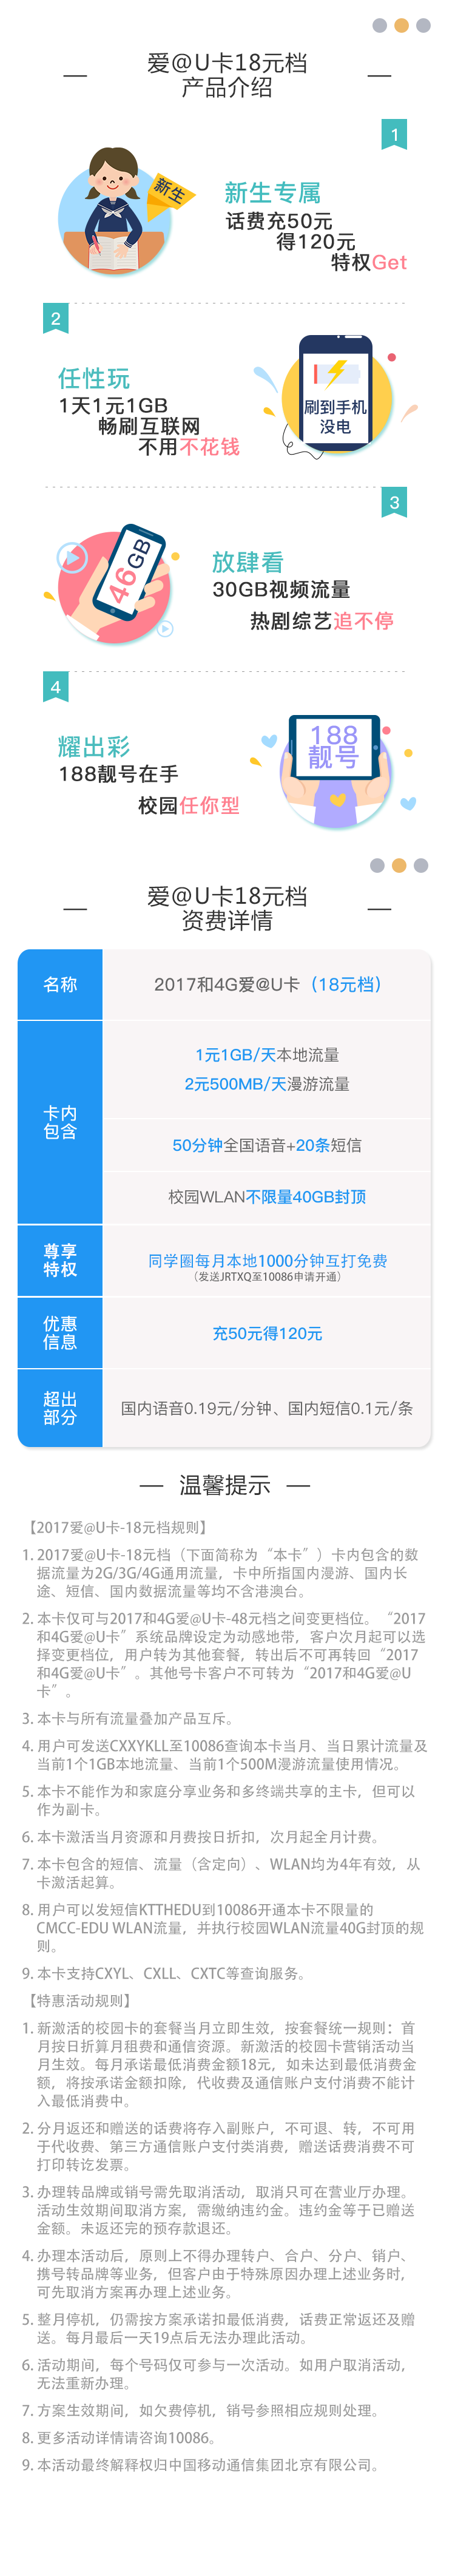 爱@U卡18元档
产品介绍
1
新生
新生专属
话费充50元
得120元
特权Get
2
任性玩
1天1元1GB
畅刷互联网
不用不花钱
刷到手机
没电
3
46GB
放肆看
30GB视频流量
热剧综艺追不停
4
耀出彩
188靓号在手
校园任你型
188
靓号
爱@U卡18元档
资费详情
名称
2017和4G爱@U卡（18元档）
卡内
包含
1元1GB/天本地流量
2元500MB/天漫游流量
50分钟全国语音+20条短信
校园WLAN不限量40GB封顶
尊享
特权
同学圈每月本地1000分钟互打免费
（发送JRTXQ至10086申请开通）
优惠
信息
充50元得120元
超出
部分
国内语音0.19元/分钟、国内短信0.1元/条
温馨提示
【2017爱@U卡-18元档规则】
1. 2017爱@U卡-18元档（下面简称为“本卡”）卡内包含的数
据流量为2G/3G/4G通用流量，卡中所指国内漫游、国内长
途、短信、国内数据流量等均不含港澳台。
2. 本卡仅可与2017和4G爱@U卡-48元档之间变更档位。“2017
和4G爱@U卡”系统品牌设定为动感地带，客户次月起可以选
择变更档位，用户转为其他套餐，转出后不可再转回“2017
和4G爱@U卡”。其他号卡客户不可转为“2017和4G爱@U
卡”。
3. 本卡与所有流量叠加产品互斥。
4. 用户可发送CXXYKLL至10086查询本卡当月、当日累计流量及
当前1个1GB本地流量、当前1个500M漫游流量使用情况。
5. 本卡不能作为和家庭分享业务和多终端共享的主卡，但可以
作为副卡。
6. 本卡激活当月资源和月费按日折扣，次月起全月计费。
7. 本卡包含的短信、流量（含定向）、WLAN均为4年有效，从
卡激活起算。
8. 用户可以发短信KTTHEDU到10086开通本卡不限量的
CMCC-EDU WLAN流量，并执行校园WLAN流量40G封顶的规
则。
9. 本卡支持CXYL、CXLL、CXTC等查询服务。
【特惠活动规则】
1. 新激活的校园卡的套餐当月立即生效，按套餐统一规则：首
月按日折算月租费和通信资源。新激活的校园卡营销活动当
月生效。每月承诺最低消费金额18元，如未达到最低消费金
额，将按承诺金额扣除，代收费及通信账户支付消费不能计
入最低消费中。
2. 分月返还和赠送的话费将存入副账户，不可退、转，不可用
于代收费、第三方通信账户支付类消费，赠送话费消费不可
打印转讫发票。
3. 办理转品牌或销号需先取消活动，取消只可在营业厅办理。
活动生效期间取消方案，需缴纳违约金。违约金等于已赠送
金额。未返还完的预存款退还。
4. 办理本活动后，原则上不得办理转户、合户、分户、销户、
携号转品牌等业务，但客户由于特殊原因办理上述业务时，
可先取消方案再办理上述业务。
5. 整月停机，仍需按方案承诺扣最低消费，话费正常返还及赠
送。每月最后一天19点后无法办理此活动。
6. 活动期间，每个号码仅可参与一次活动。如用户取消活动，
无法重新办理。
7. 方案生效期间，如欠费停机，销号参照相应规则处理。
8. 更多活动详情请咨询10086。
9. 本活动最终解释权归中国移动通信集团北京有限公司。